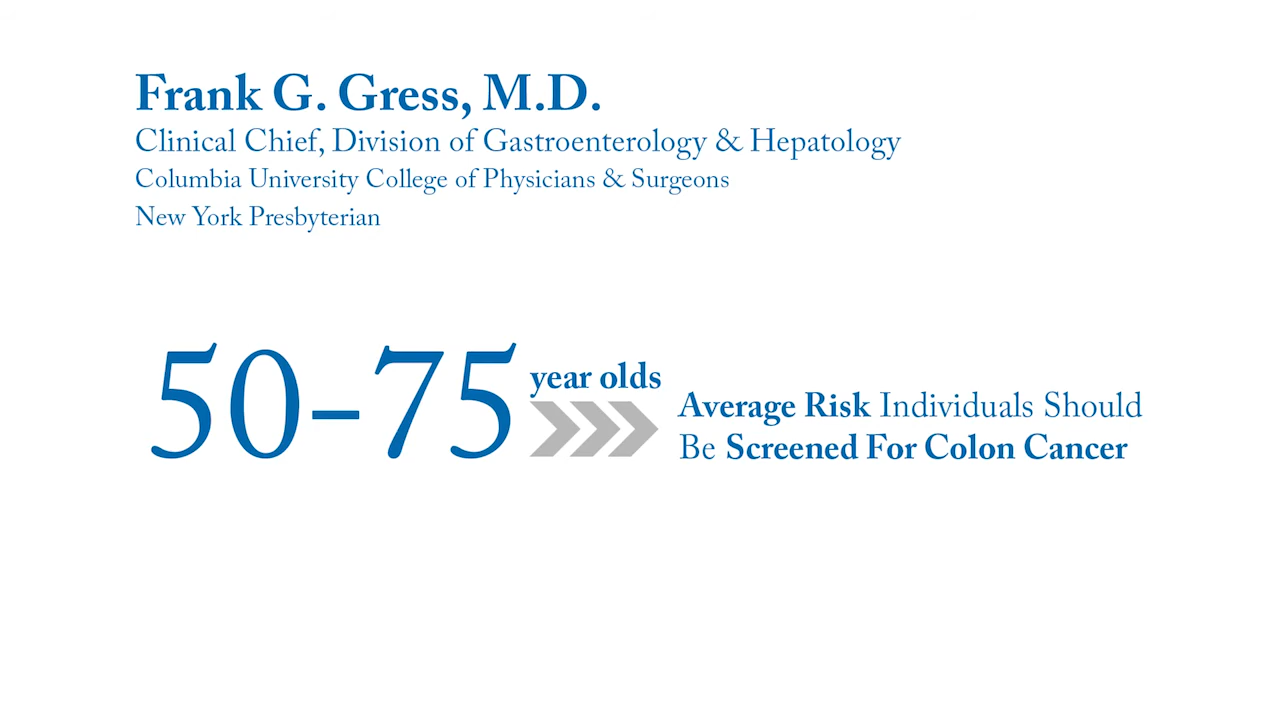 Frank G. Gress, M.D.
Clinical Chief, Division of Gastroenterology & Hepatology
Columbia University College of Physicians & Surgeons
New York Presbyterian
50-75
year olds
Average Risk Individuals Should
Be Screened For Colon Cancer